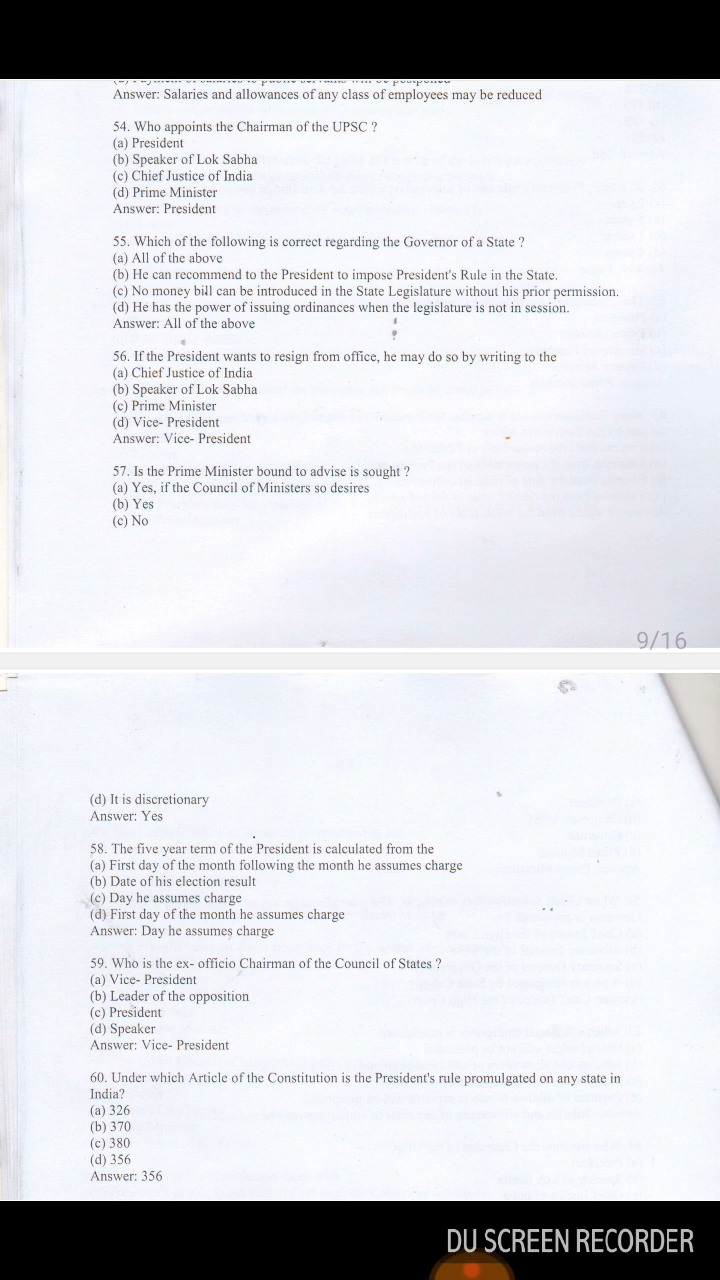 Answer: Salaries and allowances of any class of employees may be reduced
54. Who appoints the Chairman of the UPSC ?
(a) President
(b) Speaker of Lok Sabha
(c) Chief Justice of India
(d) Prime Minister
Answer: President
55. Which of the following is correct regarding the Governor of a State ?
(a) All of the above
(b) He can recommend to the President to impose President's Rule in the State.
(c) No money bill can be introduced in the State Legislature without his prior permission.
(d) He has the power of issuing ordinances when the legislature is not in session.
Answer: All of the above
56. If the President wants to resign from office, he may do so by writing to the
(a) Chief Justice of India
(b) Speaker of Lok Sabha
(c) Prime Minister
(d) Vice- President
Answer: Vice- President
57. Is the Prime Minister bound to advise is sought ?
(a) Yes, if the Council of Ministers so desires
(b) Yes
(c) No
9/16
(d) It is discretionary
Answer: Yes
58. The five year term of the President is calculated from the
(a) First day of the month following the month he assumes charge
(b) Date of his election result
(c) Day he assumes charge
(d) First day of the month he assumes charge
Answer: Day he assumes charge
59. Who is the ex- officio Chairman of the Council of States ?
(a) Vice- President
(b) Leader of the opposition
(c) President
(d) Speaker
Answer: Vice- President
60. Under which Article of the Constitution is the President's rule promulgated on any state in
India?
(a) 326
(b) 370
(c) 380
(d) 356
Answer: 356
DU SCREEN RECORDER